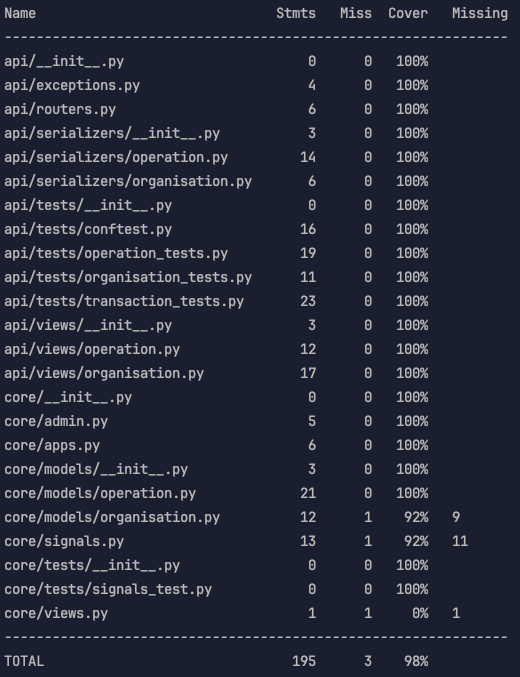 Name Stmts Miss Cover Missing
---------------------------------------------------------------
api/__init__.py 0 0 100%
api/exceptions.py 4 0 100%
api/routers.py 6 0 100%
api/serializers/__init__.py 3 0 100%
api/serializers/operation.py 14 0 100%
api/serializers/organisation.py 6 0 100%
api/tests/__init__.py 0 0 100%
api/tests/conftest.py 16 0 100%
api/tests/operation_tests.py 19 0 100%
api/tests/organisation_tests.py 11 0 100%
api/tests/transaction_tests.py 23 0 100%
api/views/__init__.py 3 0 100%
api/views/operation.py 12 0 100%
api/views/organisation.py 17 0 100%
core/__init__.py 0 0 100%
core/admin.py 5 0 100%
core/apps.py 6 0 100%
core/models/__init__.py 3 0 100%
core/models/operation.py 21 0 100%
core/models/organisation.py 12 1 92% 9
core/signals.py 13 1 92% 11
core/tests/__init__.py 0 0 100%
core/tests/signals_test.py 0 0 100%
core/views.py 1 1 0% 1
---------------------------------------------------------------
TOTAL 195 3 98%